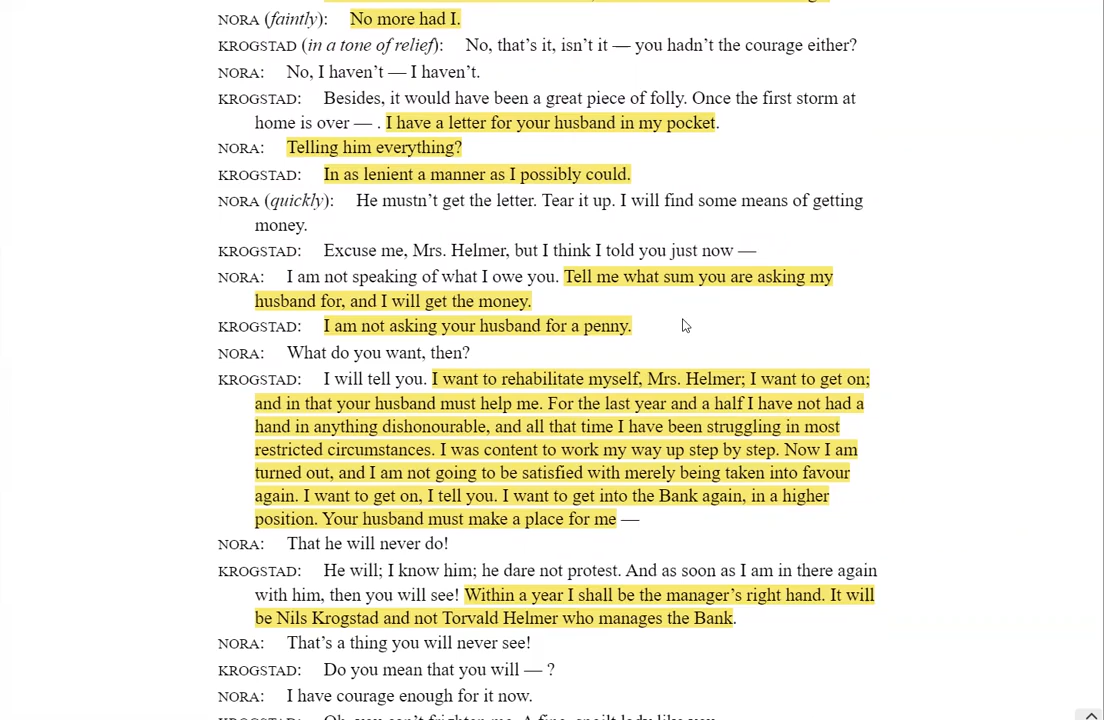 NORA (faintly): No more had I.
KROGSTAD (in a tone of relief): No, that's it, isn't it — you hadn't the courage either?
NORA: No, I haven't — I haven't.
KROGSTAD: Besides, it would have been a great piece of folly. Once the first storm at
home is over — . I have a letter for your husband in my pocket.
NORA: Telling him everything?
KROGSTAD: In as lenient a manner as I possibly could.
NORA (quickly): He mustn't get the letter. Tear it up. I will find some means of getting
money.
KROGSTAD: Excuse me, Mrs. Helmer, but I think I told you just now —
NORA: I am not speaking of what I owe you. Tell me what sum you are asking my
husband for, and I will get the money.
KROGSTAD: I am not asking your husband for a penny.
NORA: What do you want, then?
KROGSTAD: I will tell you. I want to rehabilitate myself, Mrs. Helmer; I want to get on;
and in that your husband must help me. For the last year and a half I have not had a
hand in anything dishonourable, and all that time I have been struggling in most
restricted circumstances. I was content to work my way up step by step. Now I am
turned out, and I am not going to be satisfied with merely being taken into favour
again. I want to get on, I tell you. I want to get into the Bank again, in a higher
position. Your husband must make a place for me —
NORA: That he will never do!
KROGSTAD: He will; I know him; he dare not protest. And as soon as I am in there again
with him, then you will see! Within a year I shall be the manager's right hand. It will
be Nils Krogstad and not Torvald Helmer who manages the Bank.
NORA: That's a thing you will never see!
KROGSTAD: Do you mean that you will — ?
NORA: I have courage enough for it now.